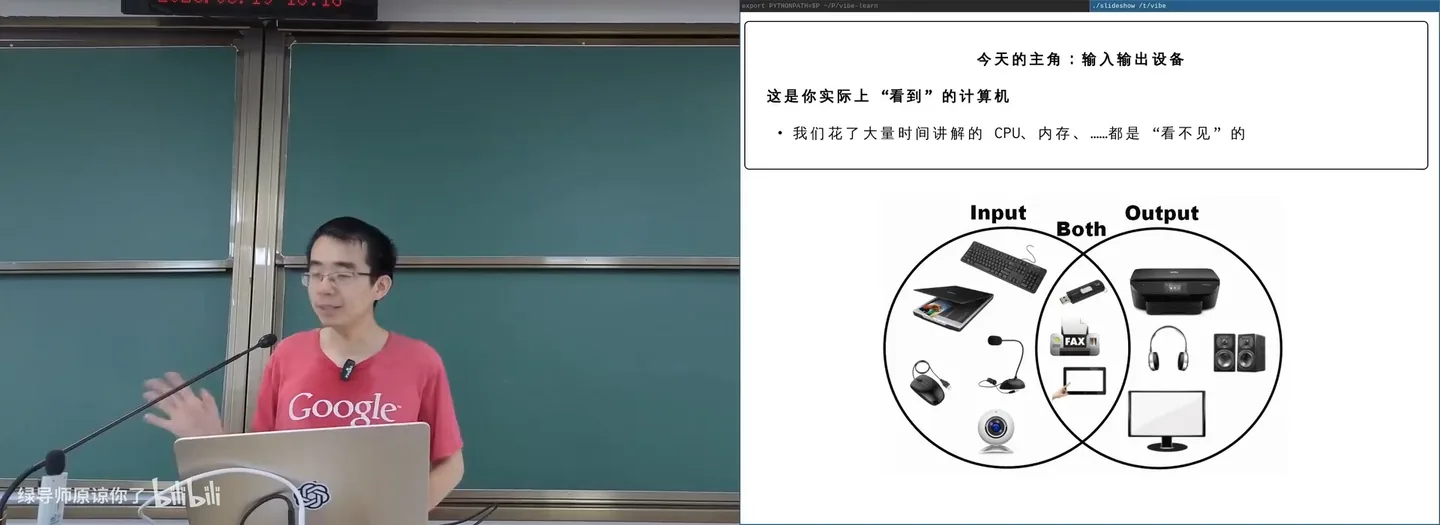 Google
绿导师原谅你了 bilibili
export PYTHONPATH=$P ~/P/vibe-learn
./slideshow /t/vibe
今天的主角：输入输出设备
这是你实际上“看到”的计算机
• 我们花了大量时间讲解的 CPU、内存、……都是“看不见”的
Input
Both
Output
FAX